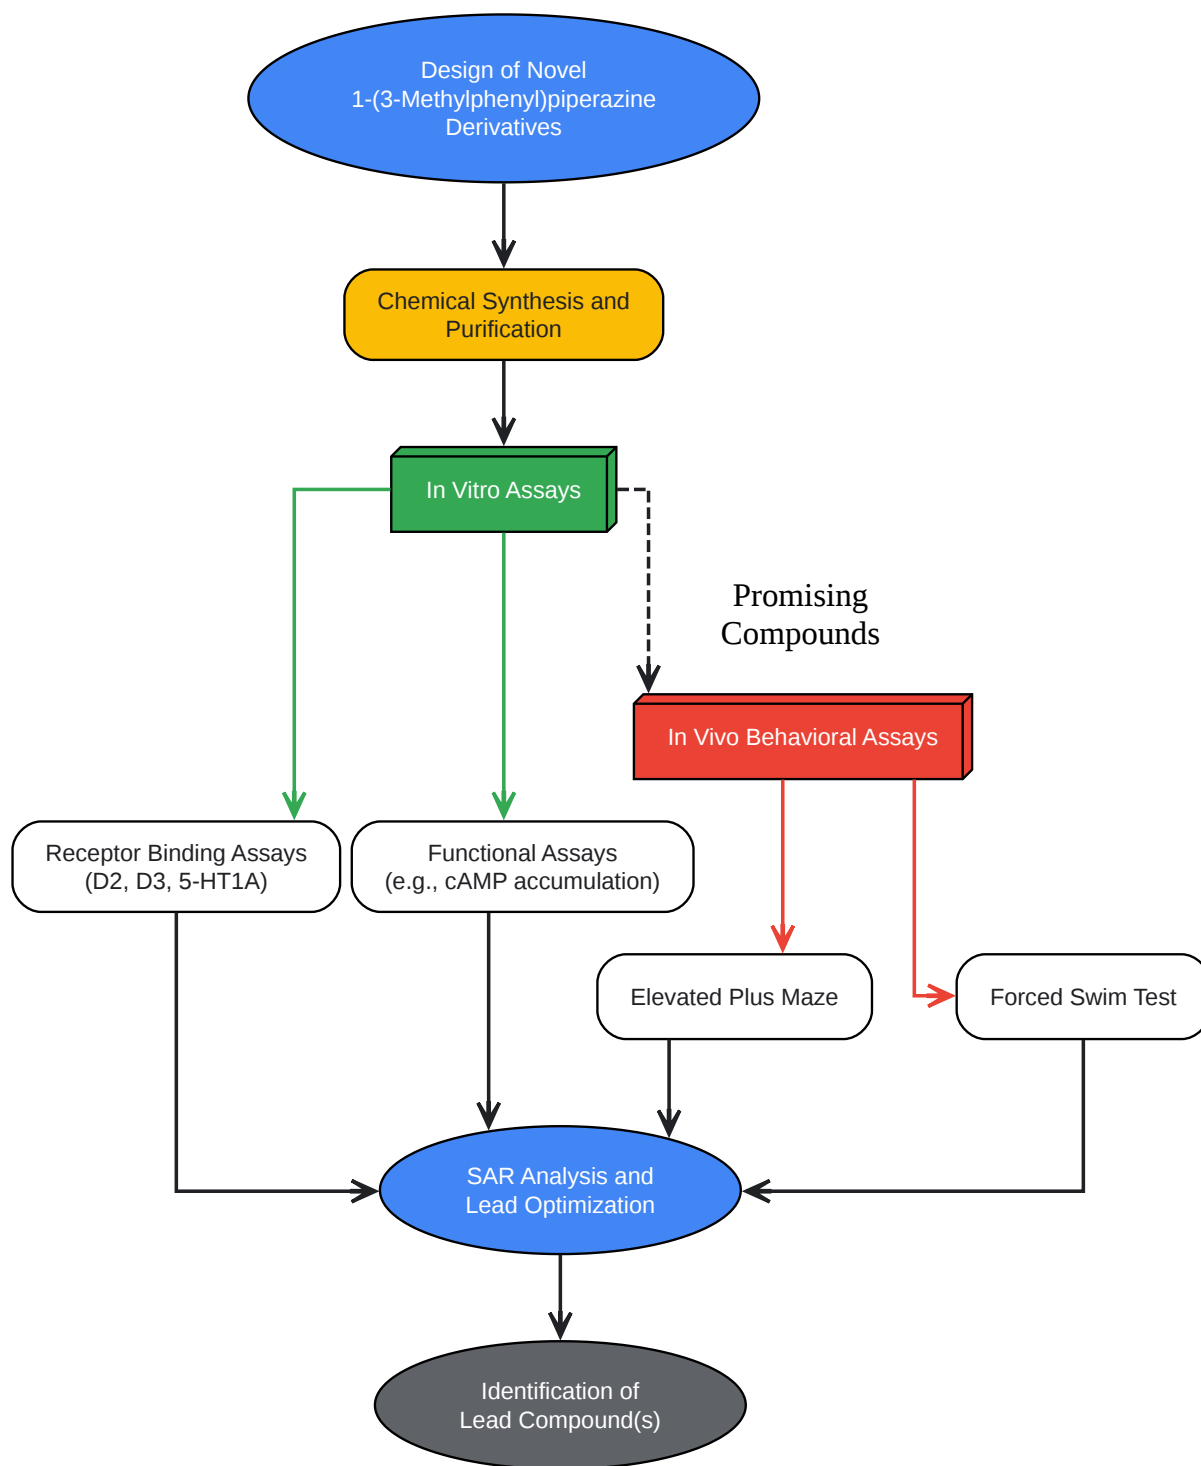 Design of Novel
1-(3-Methylphenyl)piperazine
Derivatives
Chemical Synthesis and
Purification
In Vitro Assays
Promising
Compounds
In Vivo Behavioral Assays
Receptor Binding Assays
(D2, D3, 5-HT1A)
Functional Assays
(e.g., cAMP accumulation)
Elevated Plus Maze
Forced Swim Test
SAR Analysis and
Lead Optimization
Identification of
Lead Compound(s)